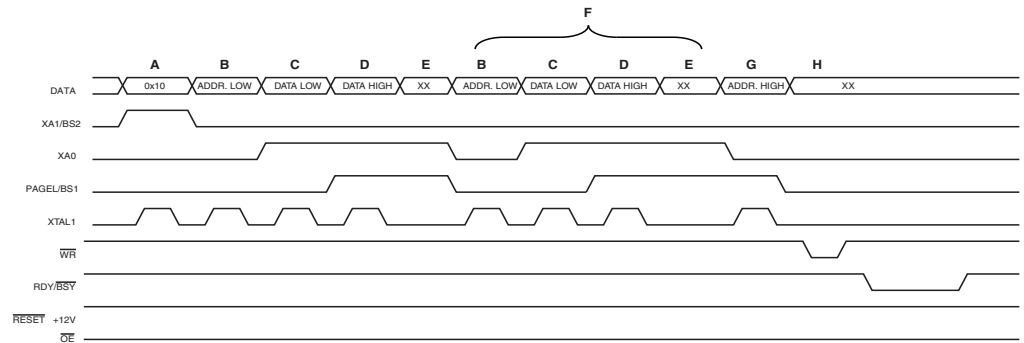 F
A B C D E B C D E G H
DATA 0x10 ADDR. LOW DATA LOW DATA HIGH XX ADDR. LOW DATA LOW DATA HIGH XX ADDR. HIGH XX
XA1/BS2
XA0
PAGEL/BS1
XTAL1
WR
RDY/BSY
RESET +12V
OE